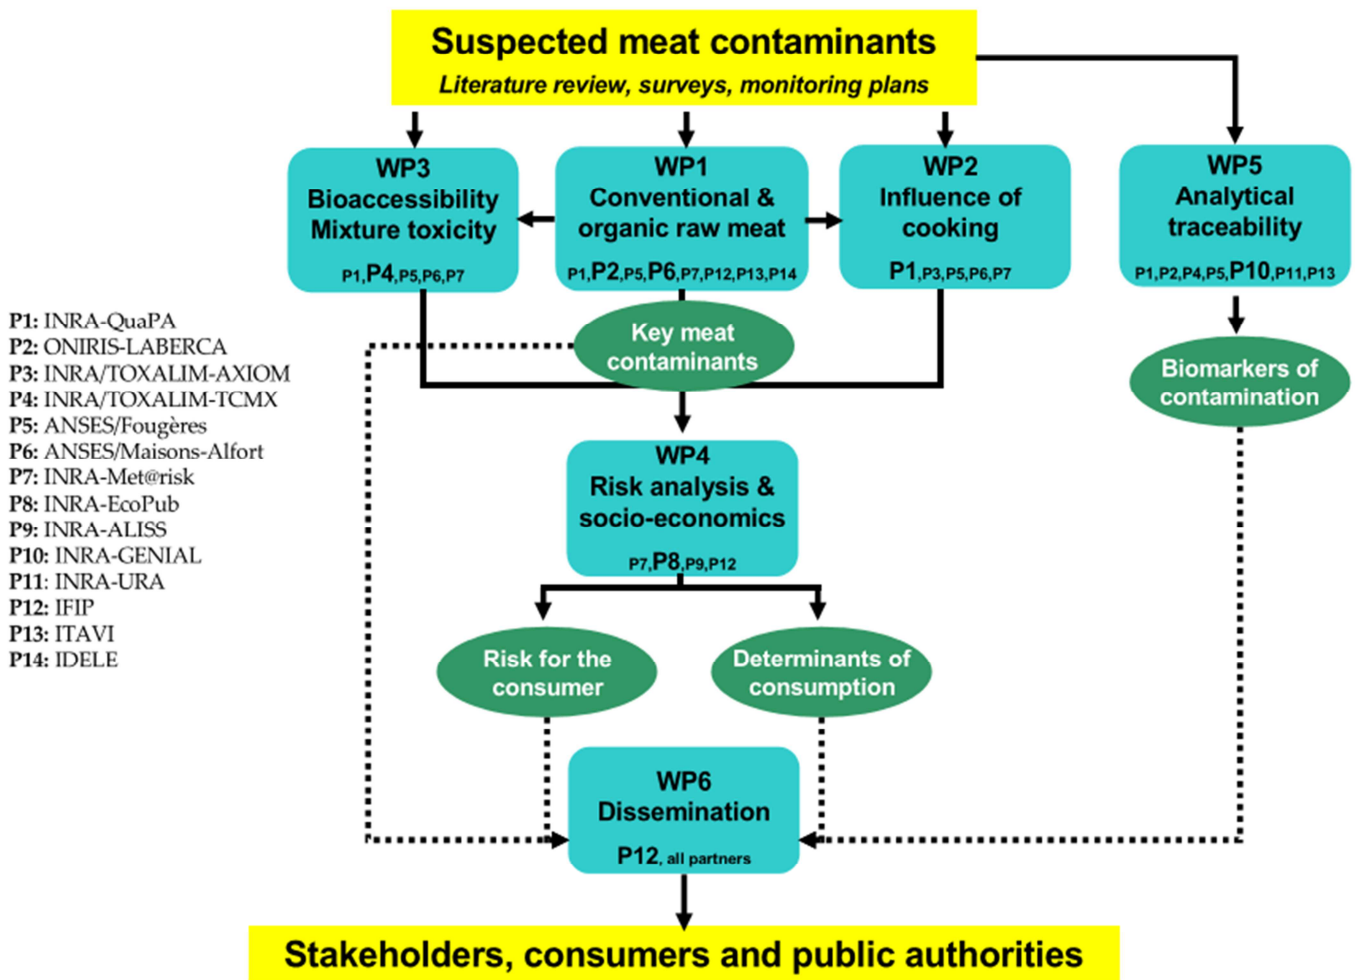 Suspected meat contaminants
Literature review, surveys, monitoring plans
WP3
Bioaccessibility
Mixture toxicity
P1,P4,P5,P6,P7
WP1
Conventional &
organic raw meat
P1,P2,P5,P6,P7,P12,P13,P14
WP2
Influence of
cooking
P1,P3,P5,P6,P7
WP5
Analytical
traceability
P1,P2,P4,P5,P10,P11,P13
Key meat
contaminants
Biomarkers of
contamination
P1: INRA-QuaPA
P2: ONIRIS-LABERCA
P3: INRA/TOXALIM-AXIOM
P4: INRA/TOXALIM-TCMX
P5: ANSES/Fougères
P6: ANSES/Maisons-Alfort
P7: INRA-Met@risk
P8: INRA-EcoPub
P9: INRA-ALISS
P10: INRA-GENIAL
P11: INRA-URA
P12: IFIP
P13: ITAVI
P14: IDELE
WP4
Risk analysis &
socio-economics
P7,P8,P9,P12
Risk for the
consumer
Determinants of
consumption
WP6
Dissemination
P12, all partners
Stakeholders, consumers and public authorities